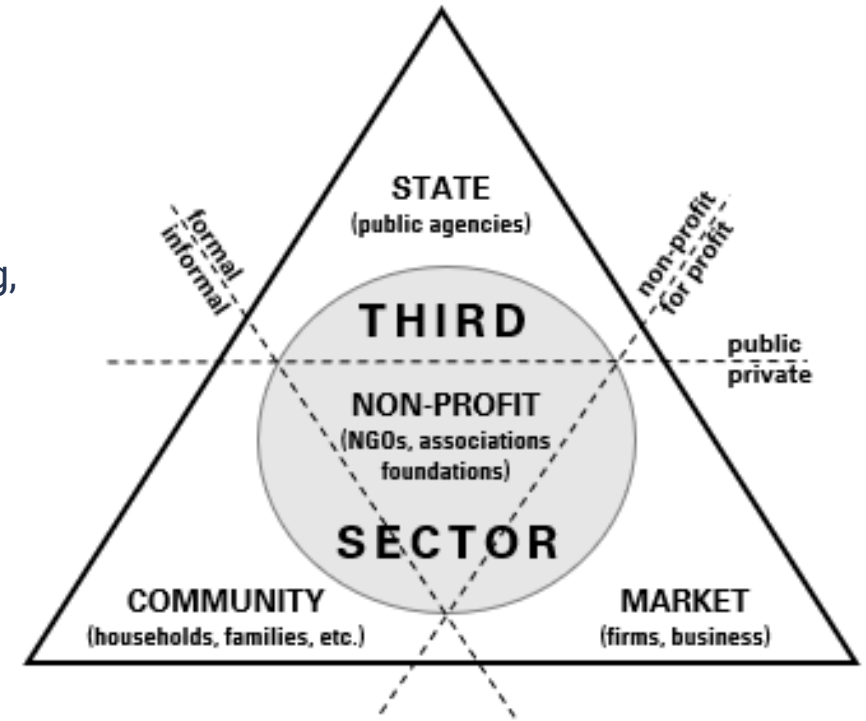 STATE
(public agencies)
formal
informal
non-profit
for profit
g,
THIRD
public
private
NON-PROFIT
(NGOs, associations
foundations)
SECTOR
COMMUNITY
(households, families, etc.)
MARKET
(firms, business)